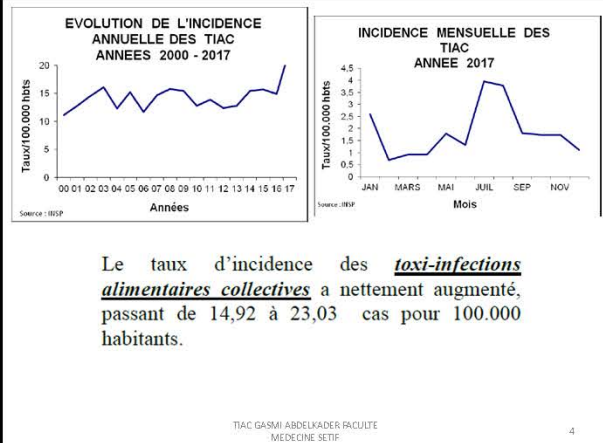 EVOLUTION DE L'INCIDENCE
ANNUELLE DES TIAC
ANNEES 2000 - 2017
Taux/100.000 hbts
20
15
10
5
0
00 01 02 03 04 05 06 07 08 09 10 11 12 13 14 15 16 17
Années
Source : INSP
INCIDENCE MENSUELLE DES
TIAC
ANNEE 2017
Taux/100.000 hbts
4,5
4
3,5
3
2,5
2
1,5
1
0,5
0
JAN MARS MAI JUIL SEP NOV
Mois
Source : INSP
Le taux d'incidence des toxi-infections
alimentaires collectives a nettement augmenté,
passant de 14,92 à 23,03 cas pour 100.000
habitants.
TIAC GASMI ABDELKADER FACULTE
MEDECINE SETIF
4